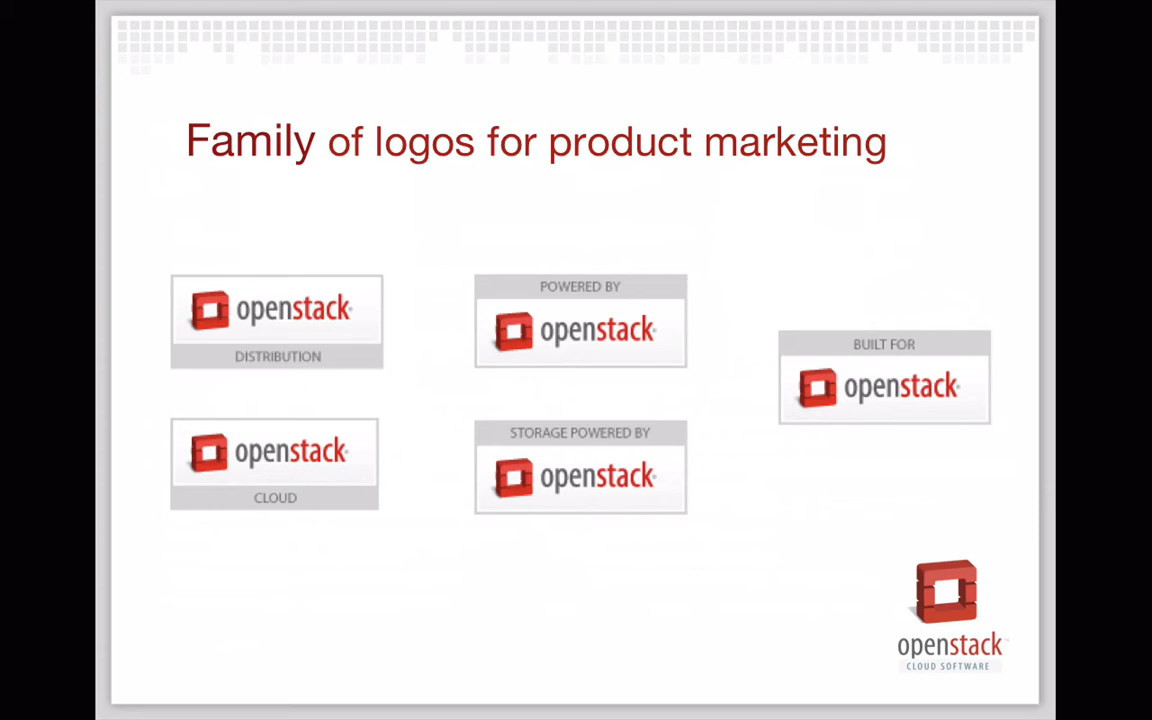 Family of logos for product marketing
openstack
DISTRIBUTION
POWERED BY
openstack
BUILT FOR
openstack
openstack
CLOUD
STORAGE POWERED BY
openstack
openstack
CLOUD SOFTWARE